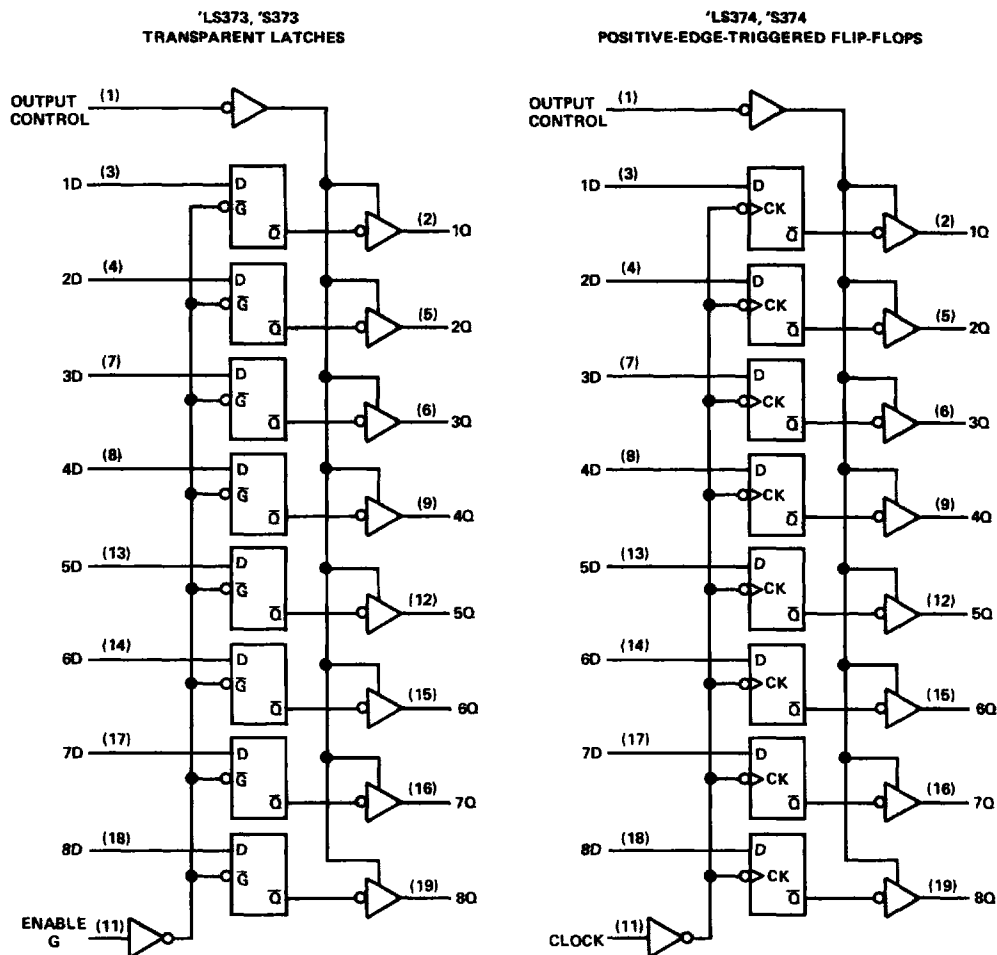 'LS373, 'S373
TRANSPARENT LATCHES
OUTPUT
CONTROL
(1)
1D
(3)
D
G̅
Q̅
(2)
1Q
2D
(4)
D
G̅
Q̅
(5)
2Q
3D
(7)
D
G̅
Q̅
(6)
3Q
4D
(8)
D
G̅
Q̅
(9)
4Q
5D
(13)
D
G̅
Q̅
(12)
5Q
6D
(14)
D
G̅
Q̅
(15)
6Q
7D
(17)
D
G̅
Q̅
(16)
7Q
8D
(18)
D
G̅
Q̅
(19)
8Q
ENABLE
G
(11)
'LS374, 'S374
POSITIVE-EDGE-TRIGGERED FLIP-FLOPS
OUTPUT
CONTROL
(1)
1D
(3)
D
CK
Q̅
(2)
1Q
2D
(4)
D
CK
Q̅
(5)
2Q
3D
(7)
D
CK
Q̅
(6)
3Q
4D
(8)
D
CK
Q̅
(9)
4Q
5D
(13)
D
CK
Q̅
(12)
5Q
6D
(14)
D
CK
Q̅
(15)
6Q
7D
(17)
D
CK
Q̅
(16)
7Q
8D
(18)
D
CK
Q̅
(19)
8Q
CLOCK
(11)